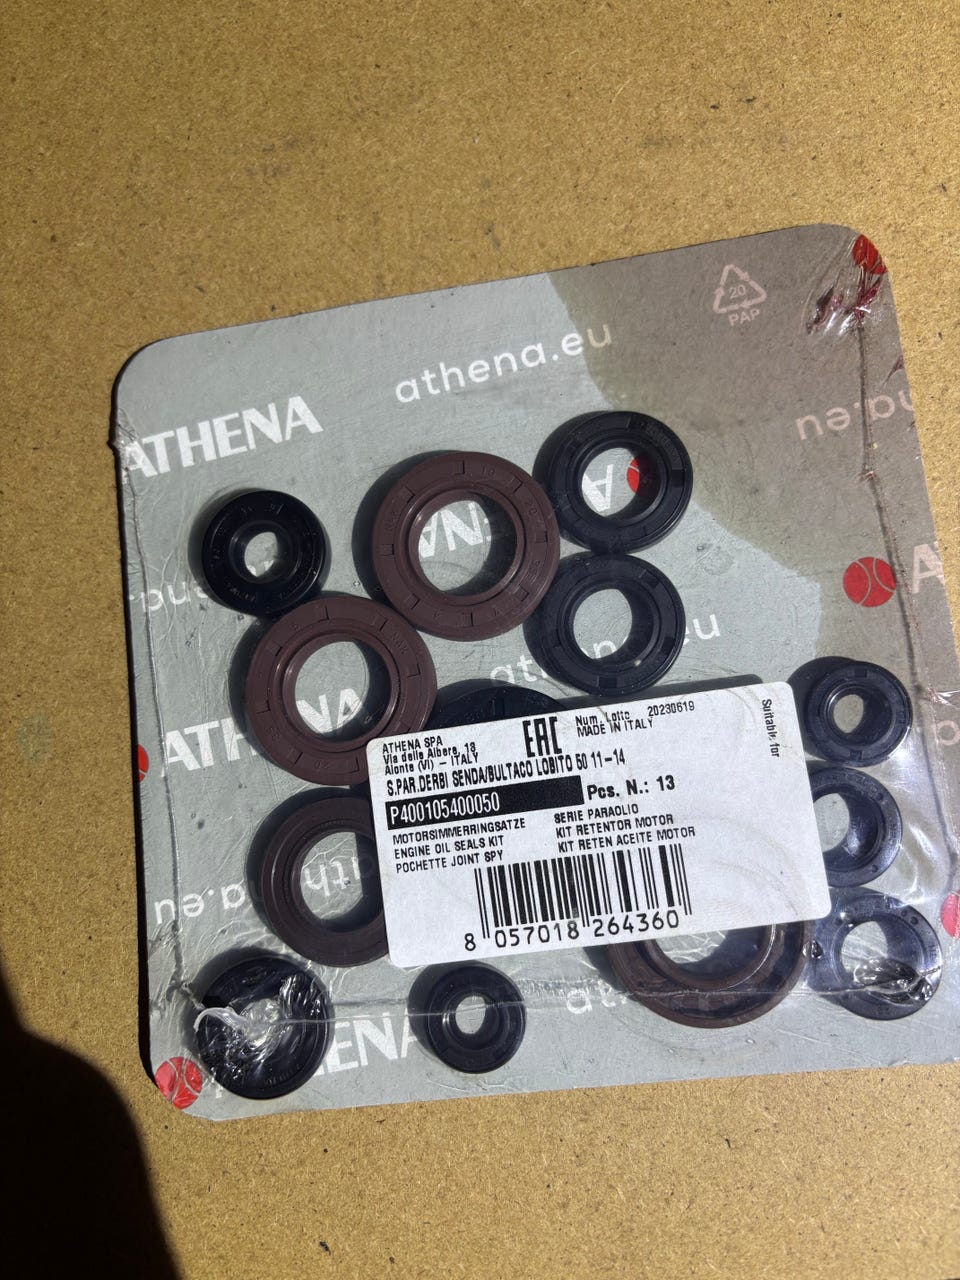 athena.eu
20
PAP
ATHENA
ATHENA SPA
Via delle Albere, 13
Alonte (VI) - ITALY
EAC
Num. Lotto 20230619
MADE IN ITALY
Suitable for
S.PAR.DERBI SENDA/BULTACO LOBITO 50 11-14
P400105400050
Pcs. N.: 13
MOTORSIMMERRINGSATZE
ENGINE OIL SEALS KIT
POCHETTE JOINT SPY
SERIE PARAOLIO
KIT RETENTOR MOTOR
KIT RETEN ACEITE MOTOR
8 057018 264360